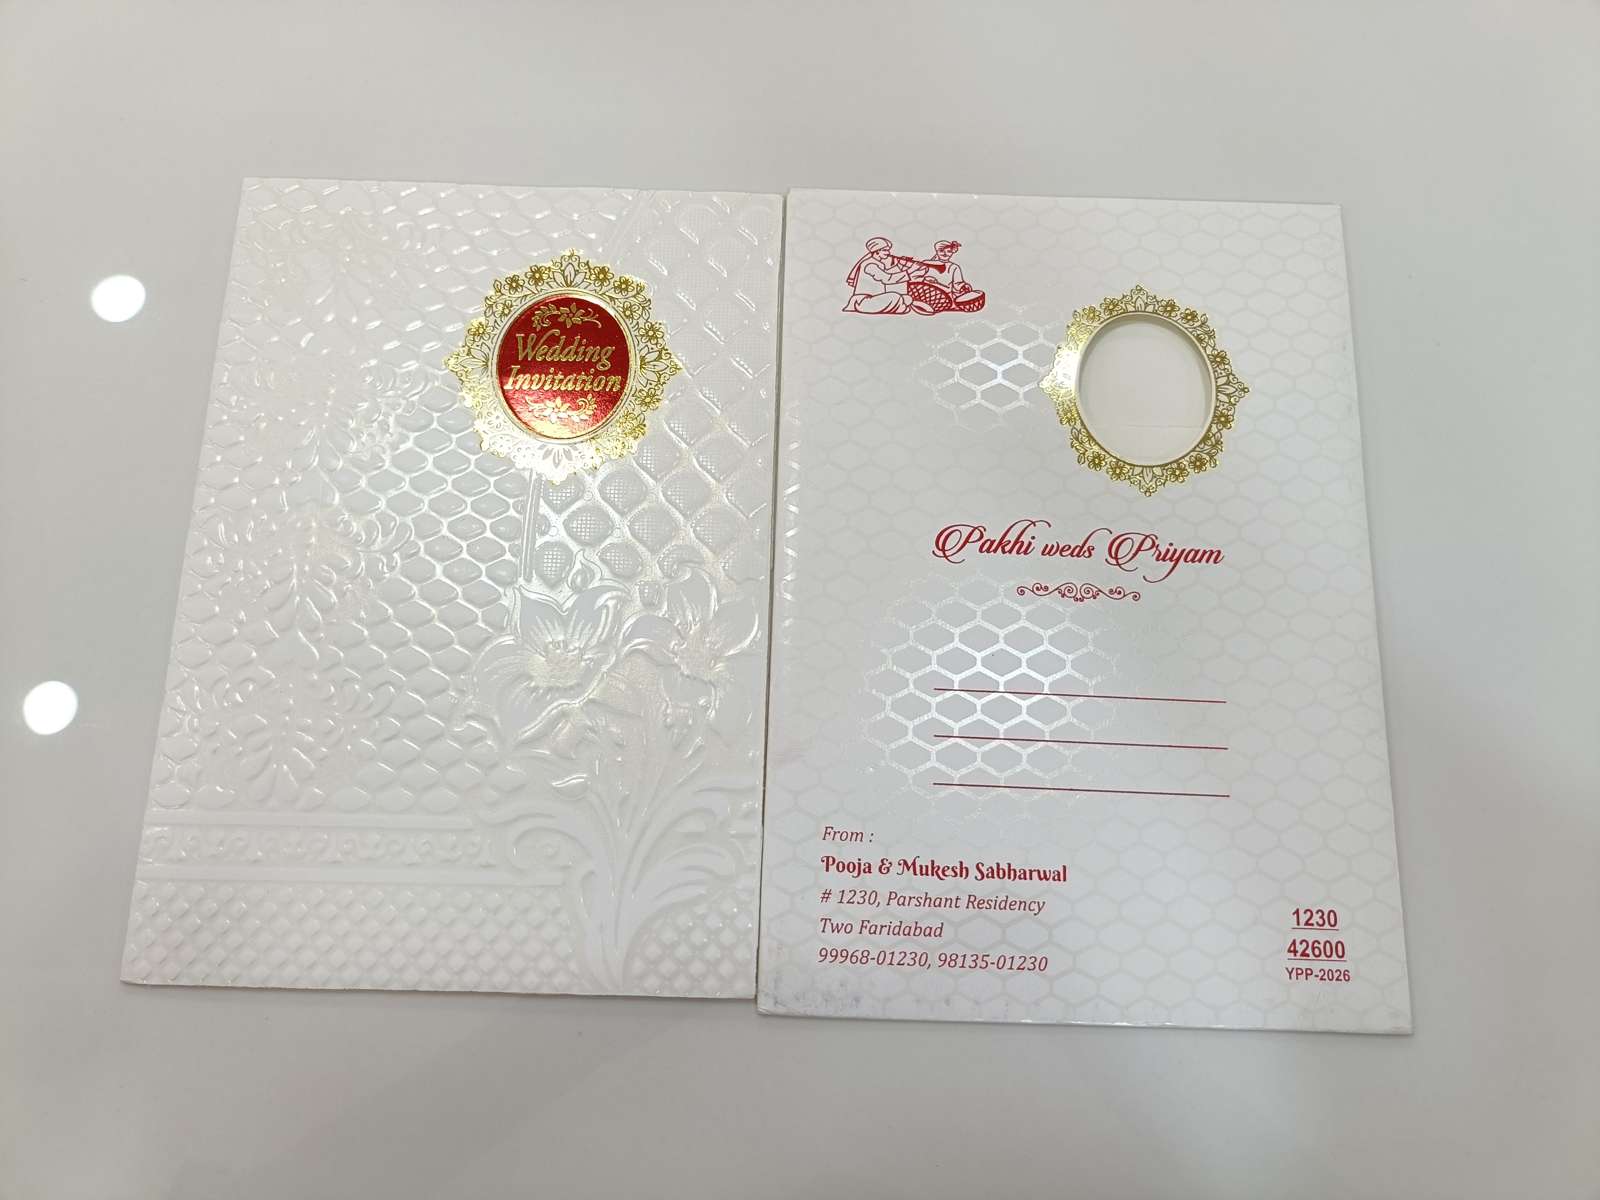 Wedding
Invitation
Pakhi weds Priyam
From :
Pooja & Mukesh Sabharwal
# 1230, Parshant Residency
Two Faridabad
99968-01230, 98135-01230
1230
42600
YPP-2026